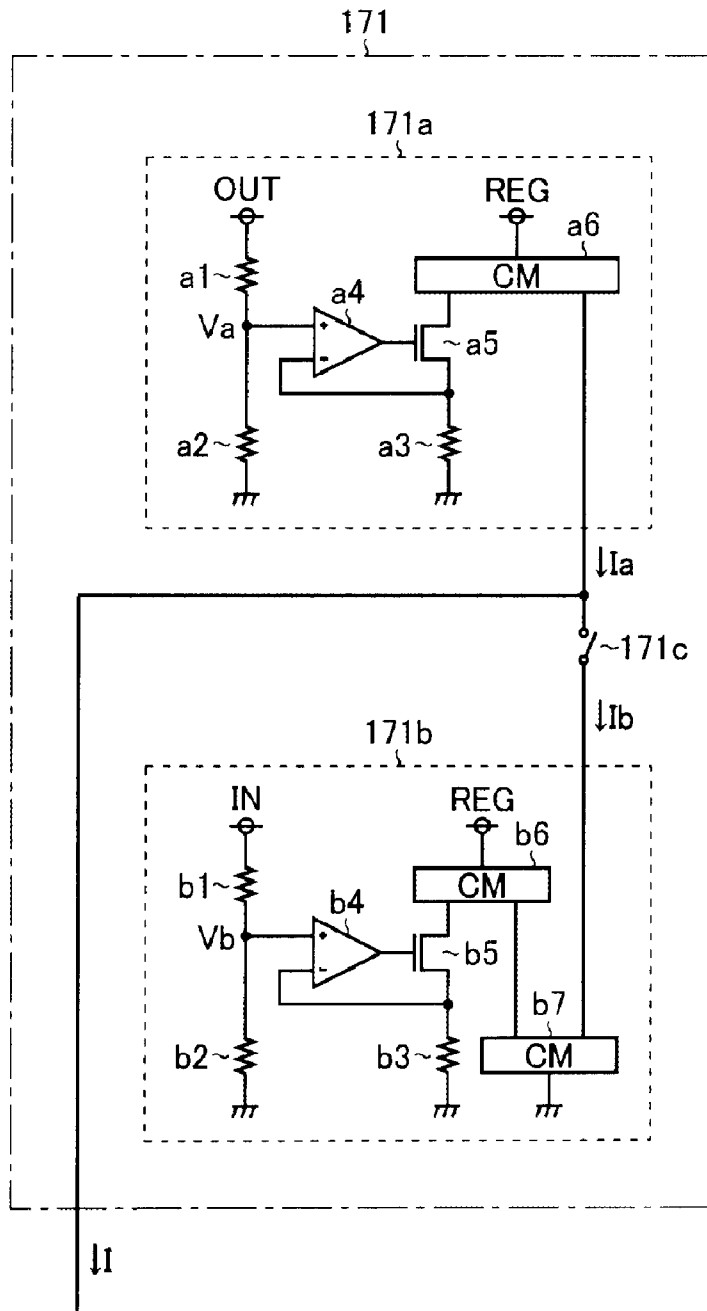 171
171a
OUT
REG
a6
a1
CM
a4
Va
a5
a2
a3
↓Ia
171c
↓Ib
171b
IN
REG
b6
b1
CM
b4
Vb
b5
b7
b2
b3
CM
↓I